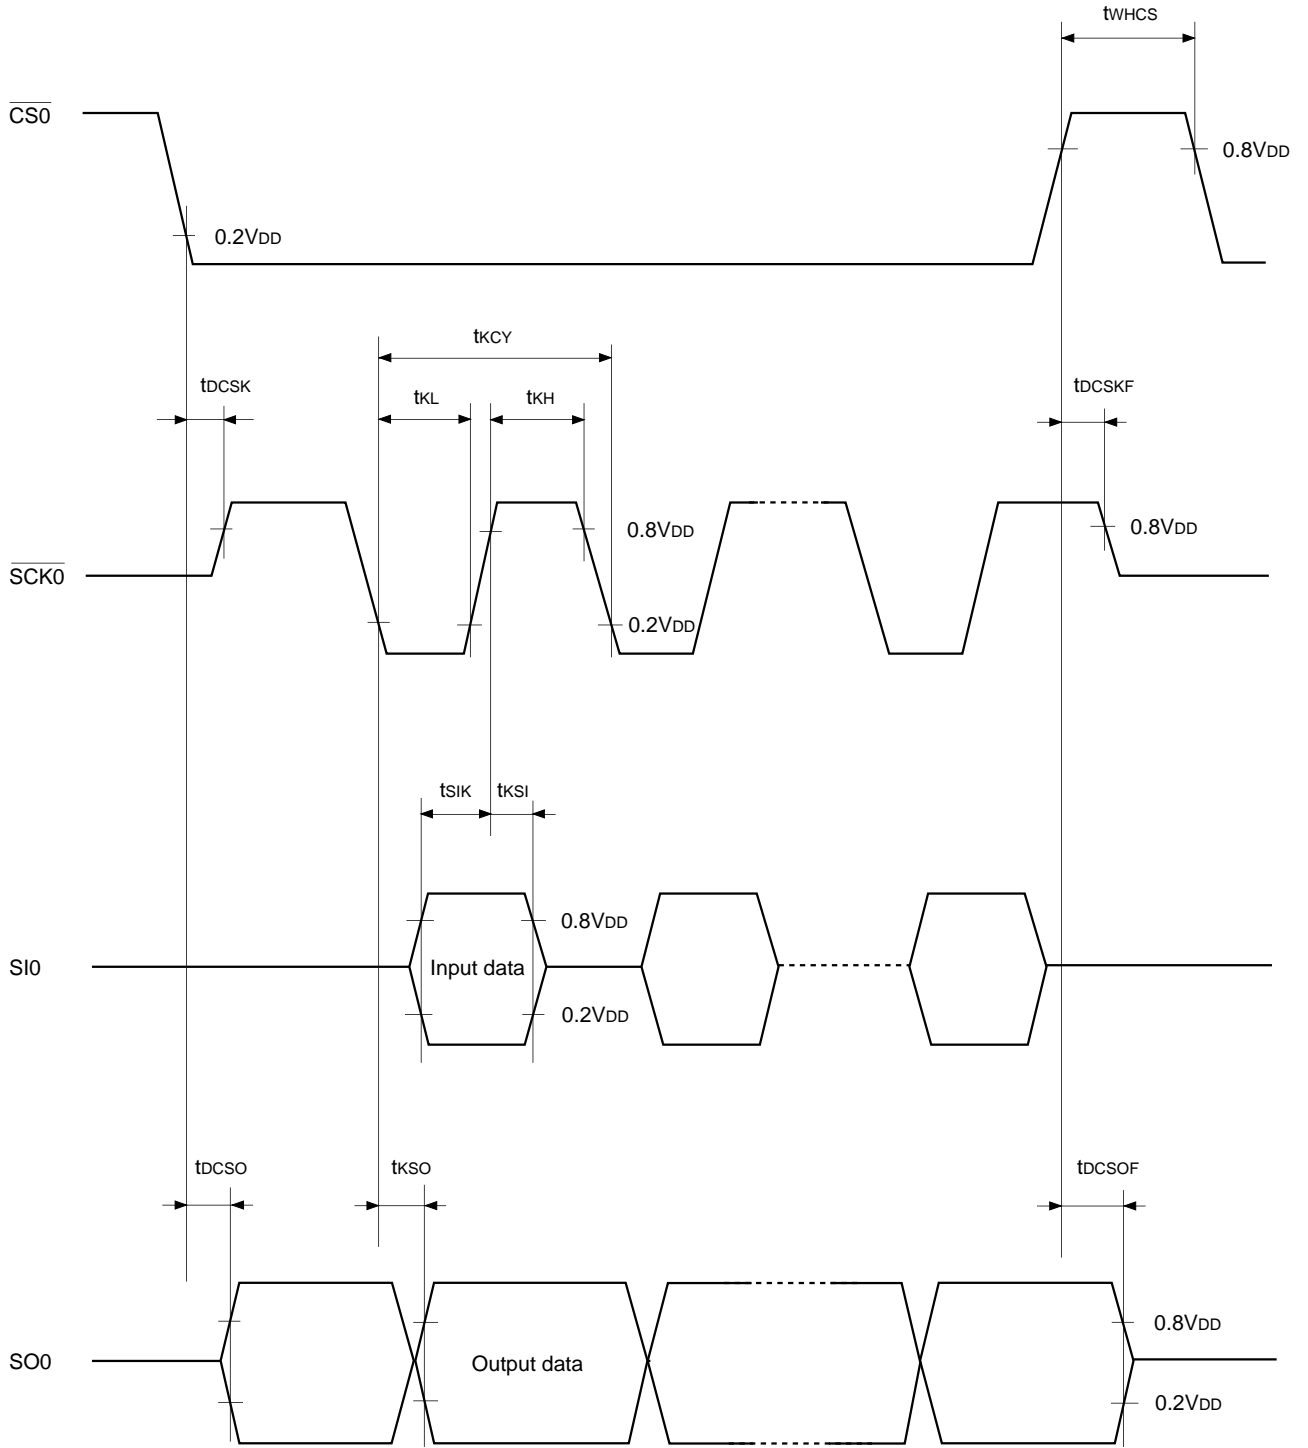 tWHCS
CS0
0.8VDD
0.2VDD
tKCY
tDCSK
tKL
tKH
tDCSKF
0.8VDD
0.8VDD
SCK0
0.2VDD
tSIK
tKSI
0.8VDD
SI0
Input data
0.2VDD
tDCSO
tKSO
tDCSOF
0.8VDD
SO0
Output data
0.2VDD